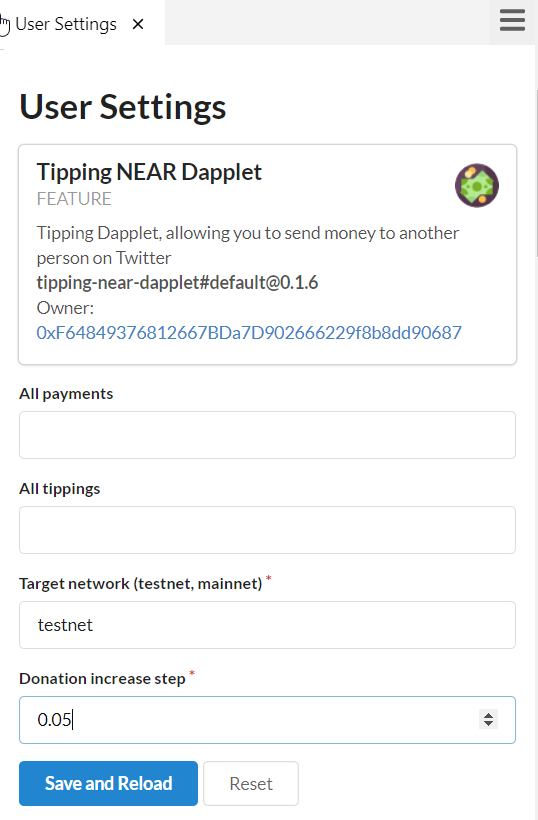 User Settings ×
User Settings
Tipping NEAR Dapplet
FEATURE
Tipping Dapplet, allowing you to send money to another
person on Twitter
tipping-near-dapplet#default@0.1.6
Owner:
0xF64849376812667BDa7D902666229f8b8dd90687
All payments
All tippings
Target network (testnet, mainnet) *
testnet
Donation increase step *
0.05
Save and Reload Reset